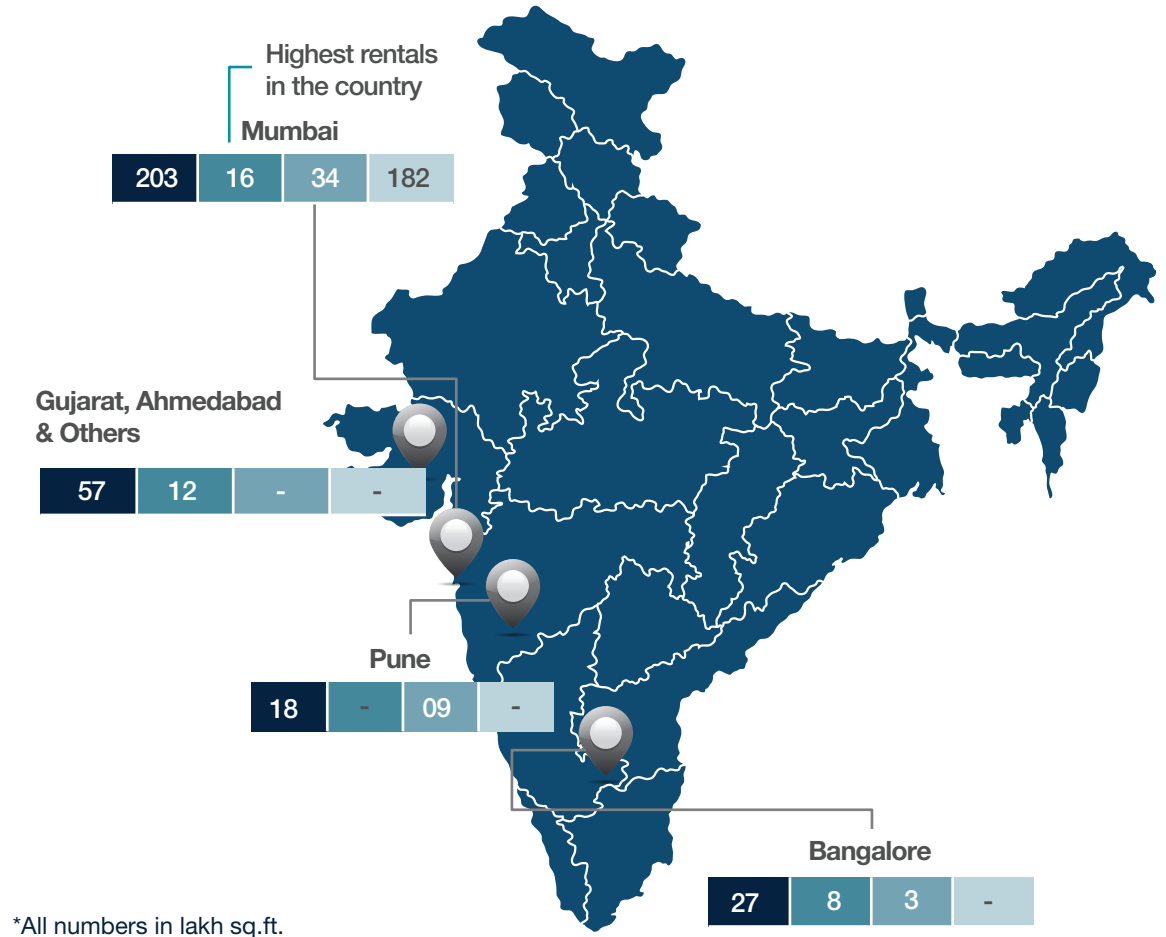 Highest rentals
in the country
Mumbai
203 16 34 182
Gujarat, Ahmedabad
& Others
57 12 - -
Pune
18 - 09 -
Bangalore
27 8 3 -
*All numbers in lakh sq.ft.